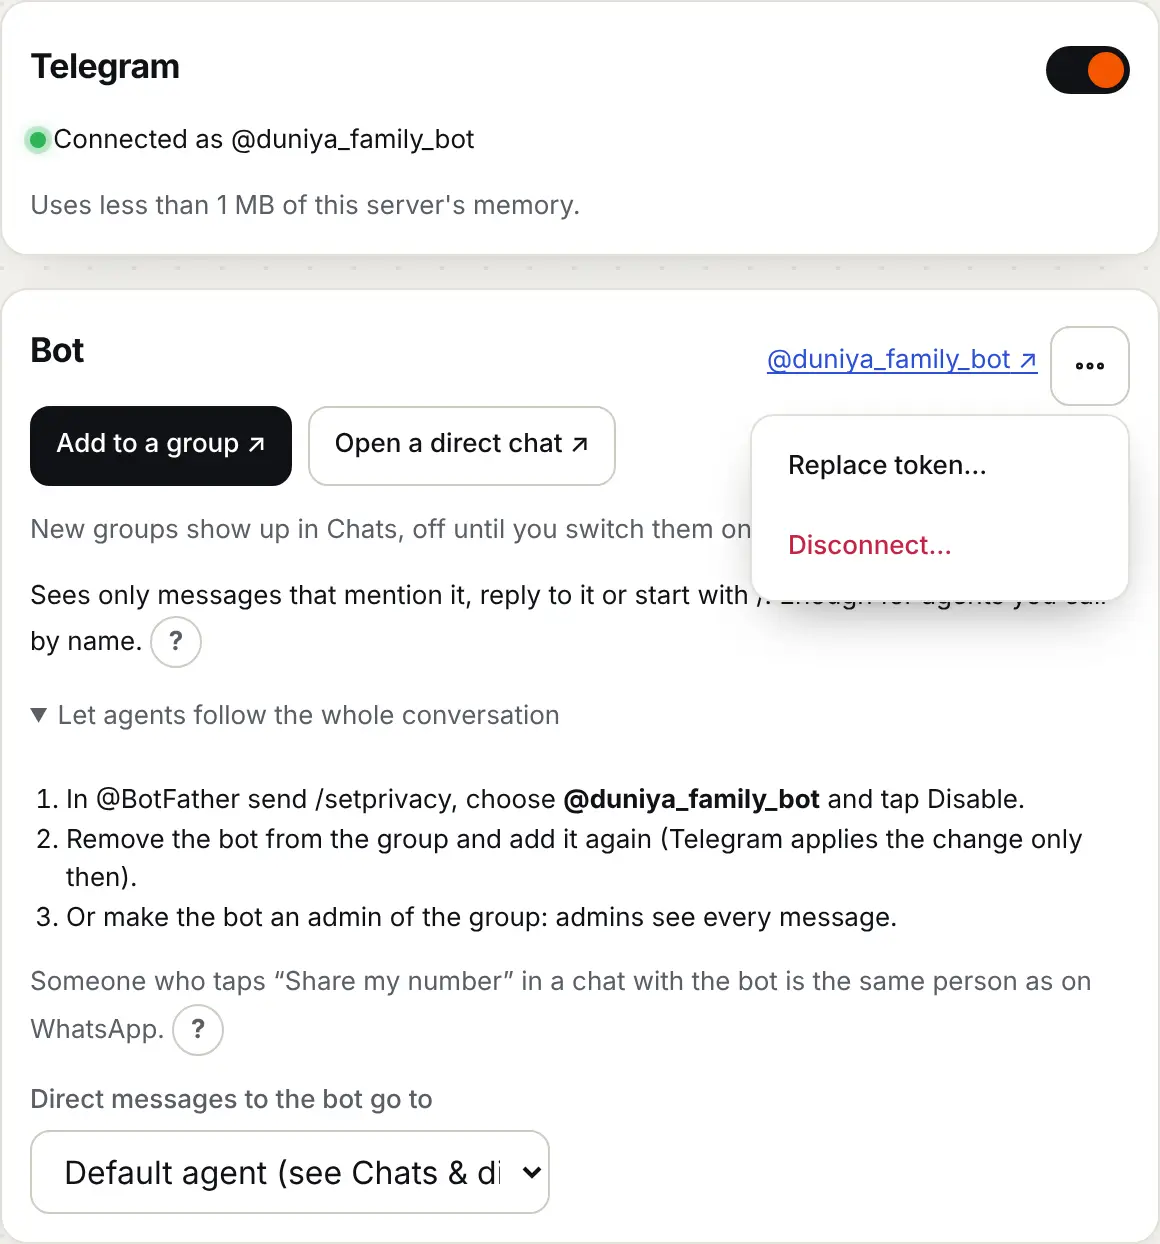 Telegram
Connected as @duniya_family_bot
Uses less than 1 MB of this server's memory.
Bot
@duniya_family_bot ↗
Add to a group ↗
Open a direct chat ↗
Replace token...
Disconnect...
New groups show up in Chats, off until you switch them on
Sees only messages that mention it, reply to it or start with /.
by name. ?
▼ Let agents follow the whole conversation
1. In @BotFather send /setprivacy, choose @duniya_family_bot and tap Disable.
2. Remove the bot from the group and add it again (Telegram applies the change only
then).
3. Or make the bot an admin of the group: admins see every message.
Someone who taps “Share my number” in a chat with the bot is the same person as on
WhatsApp. ?
Direct messages to the bot go to
Default agent (see Chats & di